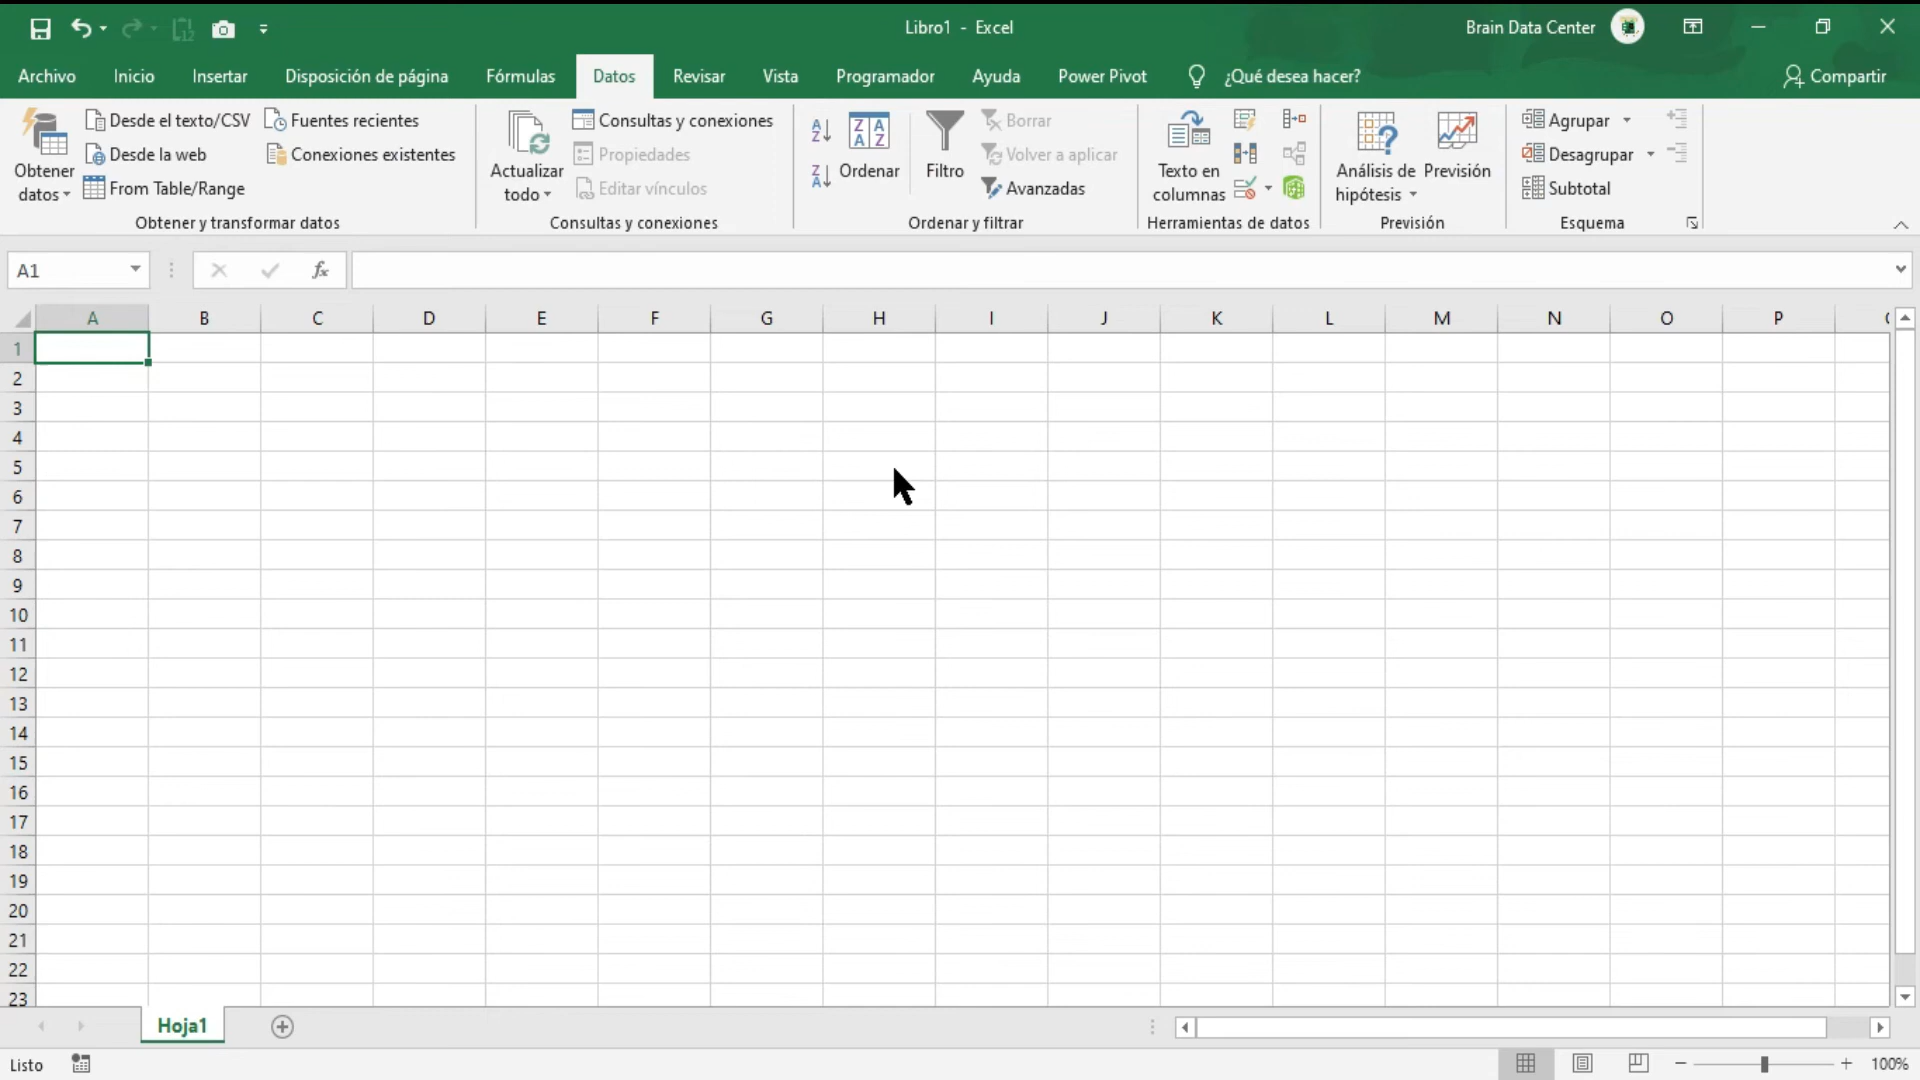 Libro1 - Excel
Brain Data Center
Archivo Inicio Insertar Disposición de página Fórmulas Datos Revisar Vista Programador Ayuda Power Pivot ¿Qué desea hacer? Compartir
Obtener datos
Desde el texto/CSV
Desde la web
From Table/Range
Fuentes recientes
Conexiones existentes
Obtener y transformar datos
Actualizar todo
Consultas y conexiones
Propiedades
Editar vínculos
Consultas y conexiones
Ordenar
Filtro
Borrar
Volver a aplicar
Avanzadas
Ordenar y filtrar
Texto en columnas
Herramientas de datos
Análisis de hipótesis
Previsión
Previsión
Agrupar
Desagrupar
Subtotal
Esquema
A1
fx
A B C D E F G H I J K L M N O P
1
2
3
4
5
6
7
8
9
10
11
12
13
14
15
16
17
18
19
20
21
22
23
Hoja1
Listo
100%